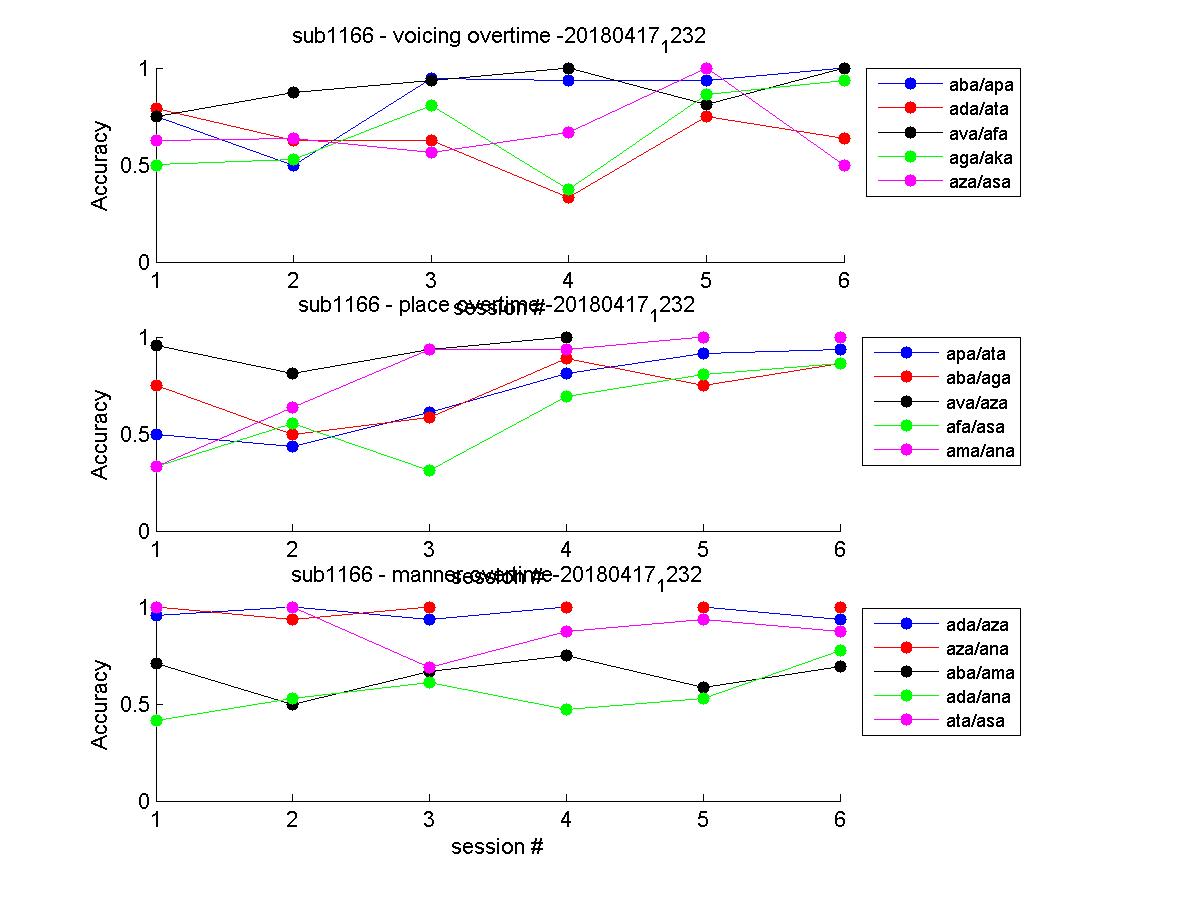 sub1166 - voicing overtime -20180417_1232
1
0.5
0
Accuracy
1 2 3 4 5 6
session #
aba/apa
ada/ata
ava/afa
aga/aka
aza/asa
sub1166 - place overtime -20180417_1232
1
0.5
0
Accuracy
1 2 3 4 5 6
session #
apa/ata
aba/aga
ava/aza
afa/asa
ama/ana
sub1166 - manner overtime -20180417_1232
1
0.5
0
Accuracy
1 2 3 4 5 6
session #
ada/aza
aza/ana
aba/ama
ada/ana
ata/asa